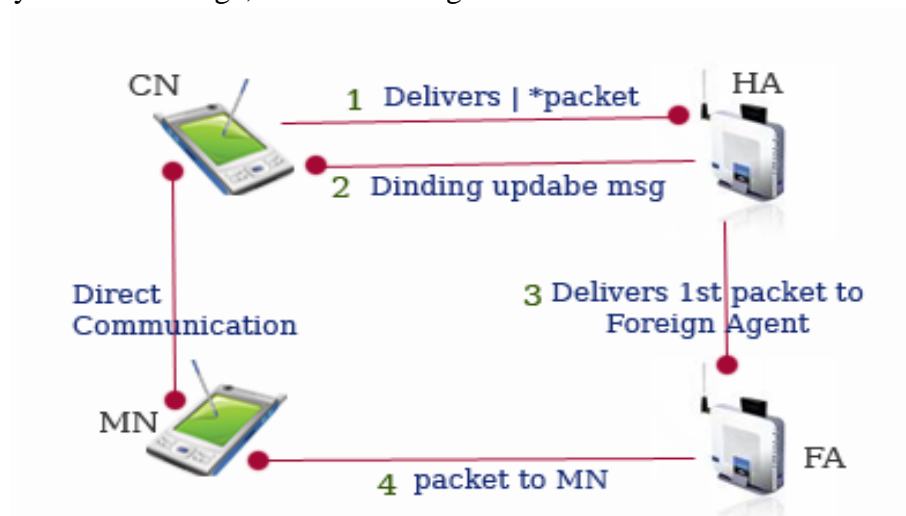 CN
HA
1 Delivers | *packet
2 Dinding updabe msg
Direct
Communication
3 Delivers 1st packet to
Foreign Agent
MN
FA
4 packet to MN